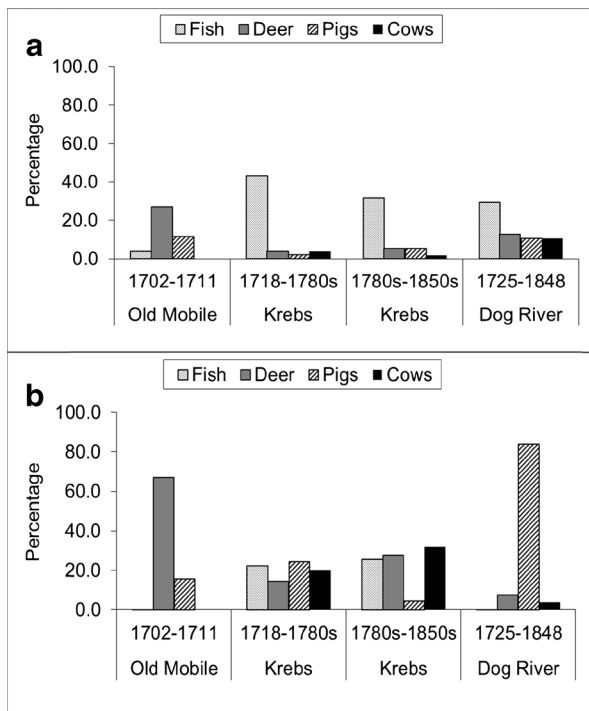 Fish Deer Pigs Cows
a
100.0
80.0
60.0
40.0
20.0
0.0
Percentage
1702-1711 1718-1780s 1780s-1850s 1725-1848
Old Mobile Krebs Krebs Dog River
Fish Deer Pigs Cows
b
100.0
80.0
60.0
40.0
20.0
0.0
Percentage
1702-1711 1718-1780s 1780s-1850s 1725-1848
Old Mobile Krebs Krebs Dog River